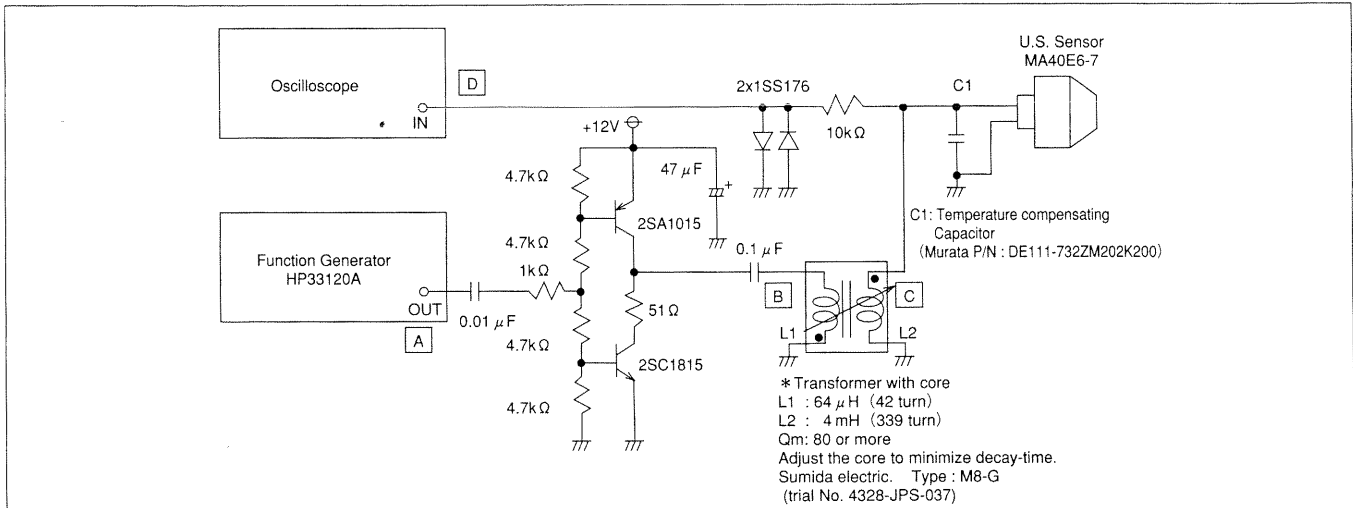 U.S. Sensor
MA40E6-7
Oscilloscope
D
IN
2x1SS176
C1
10kΩ
+12V
4.7kΩ
47 μF
2SA1015
C1: Temperature compensating
Capacitor
(Murata P/N : DE111-732ZM202K200)
Function Generator
HP33120A
OUT
A
0.01 μF
4.7kΩ
1kΩ
0.1 μF
B
C
51Ω
L1
L2
4.7kΩ
2SC1815
4.7kΩ
* Transformer with core
L1 : 64 μH (42 turn)
L2 : 4 mH (339 turn)
Qm: 80 or more
Adjust the core to minimize decay-time.
Sumida electric. Type : M8-G
(trial No. 4328-JPS-037)
+